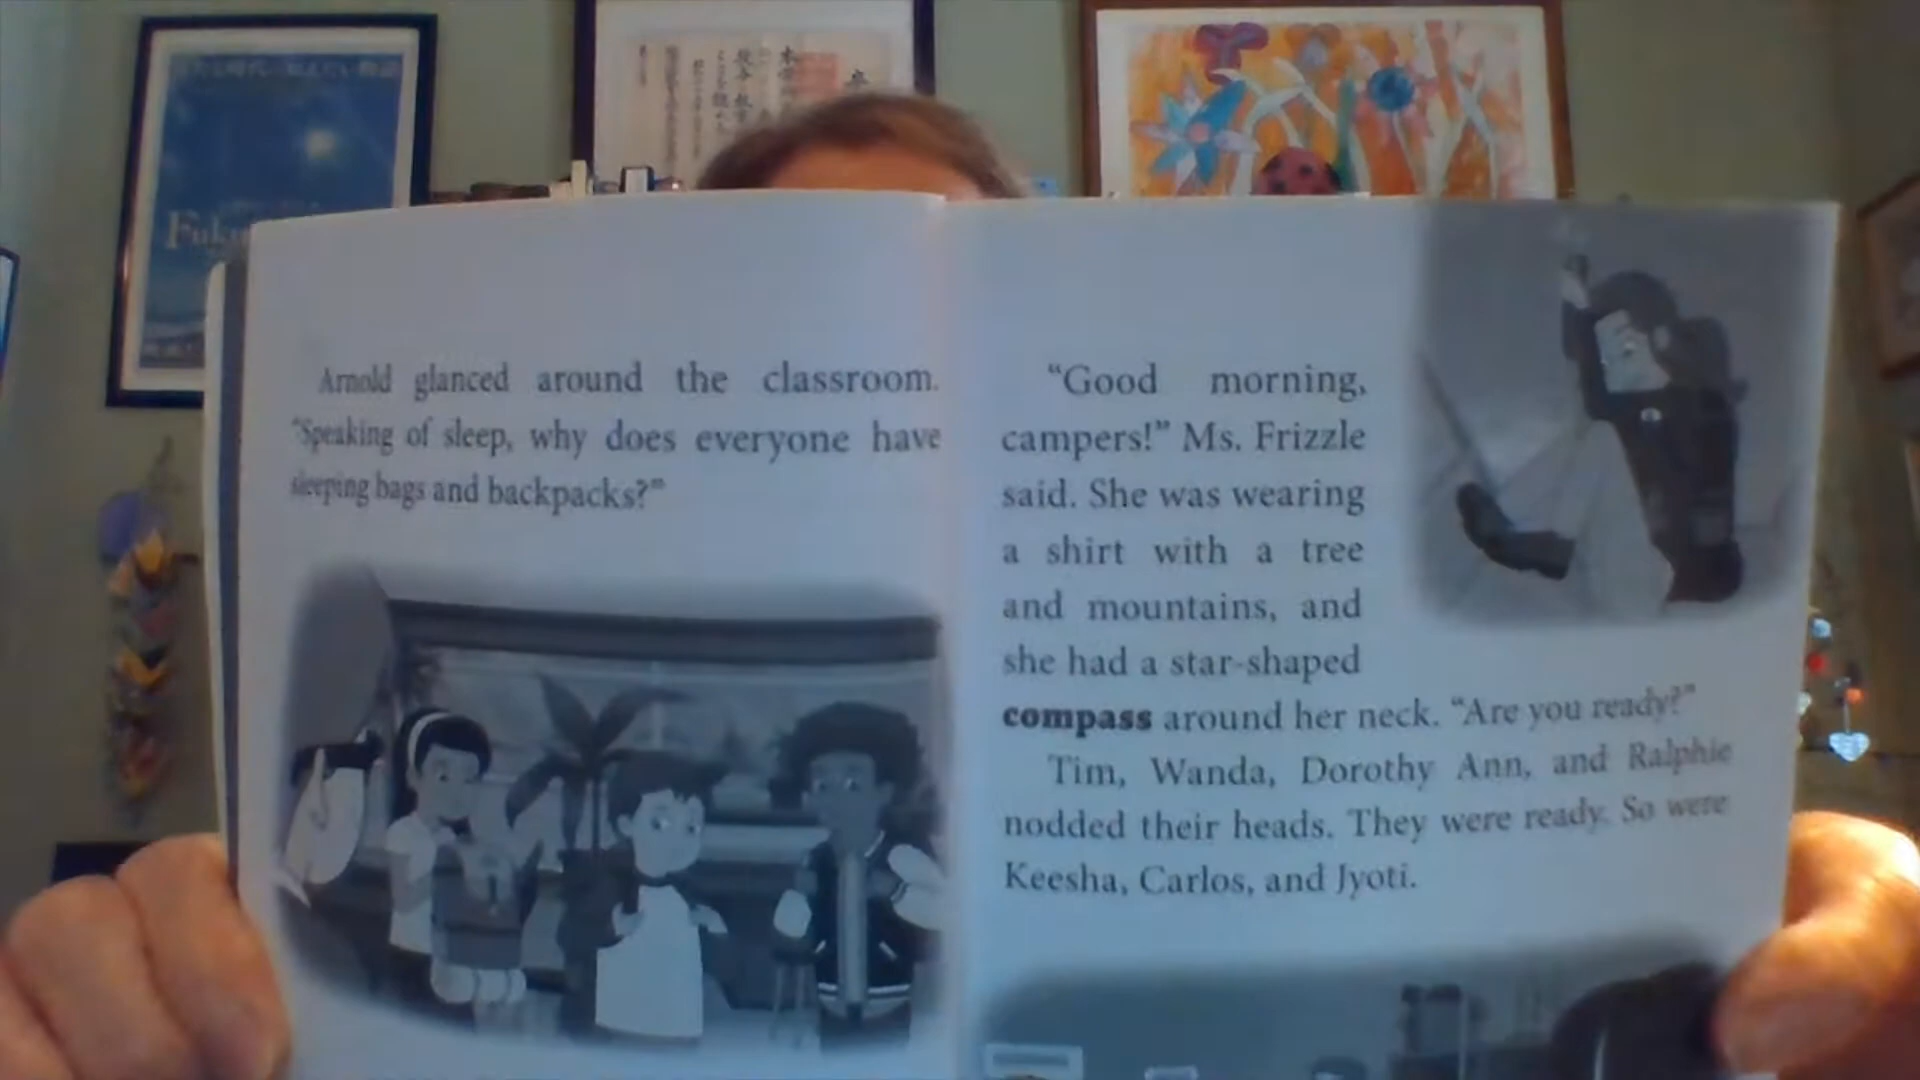 Fuku
Arnold glanced around the classroom.
"Speaking of sleep, why does everyone have
sleeping bags and backpacks?"
"Good morning,
campers!" Ms. Frizzle
said. She was wearing
a shirt with a tree
and mountains, and
she had a star-shaped
compass around her neck. "Are you ready?"
Tim, Wanda, Dorothy Ann, and Ralphie
nodded their heads. They were ready. So were
Keesha, Carlos, and Jyoti.